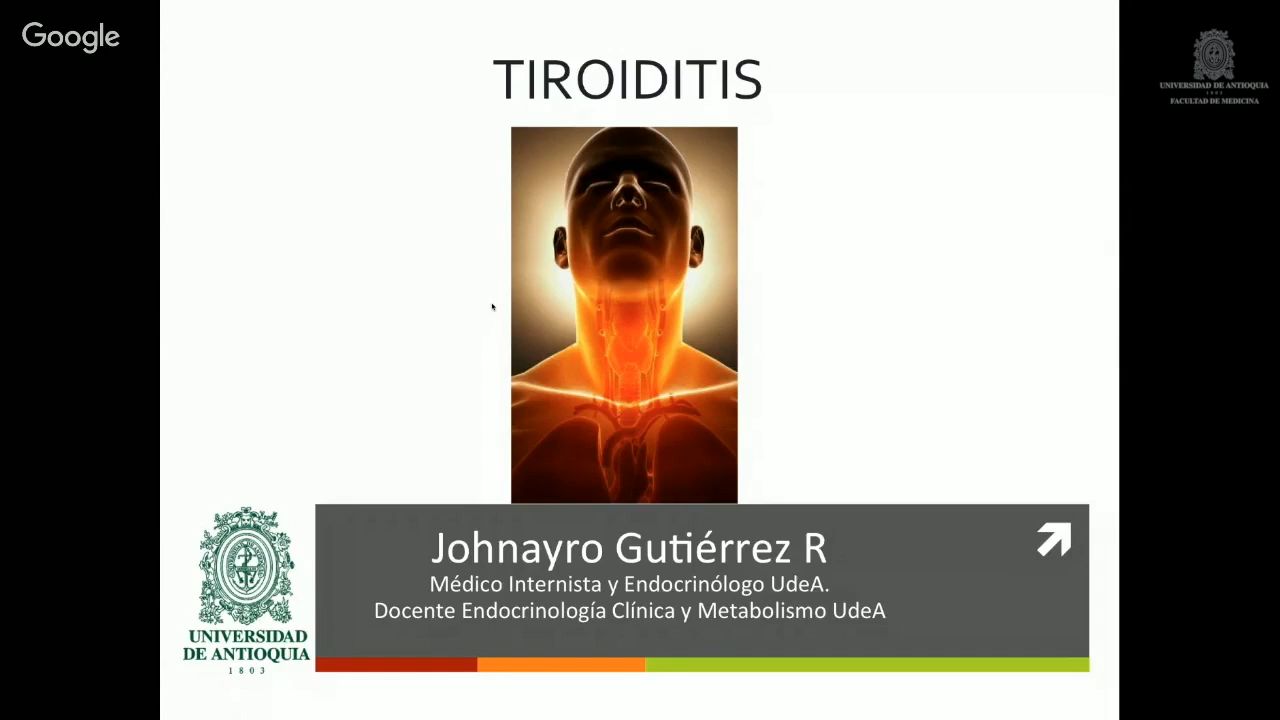 Google
TIROIDITIS
UNIVERSIDAD DE ANTIOQUIA
1803
FACULTAD DE MEDICINA
Johnayro Gutiérrez R
Médico Internista y Endocrinólogo UdeA.
Docente Endocrinología Clínica y Metabolismo UdeA
UNIVERSIDAD
DE ANTIOQUIA
1803